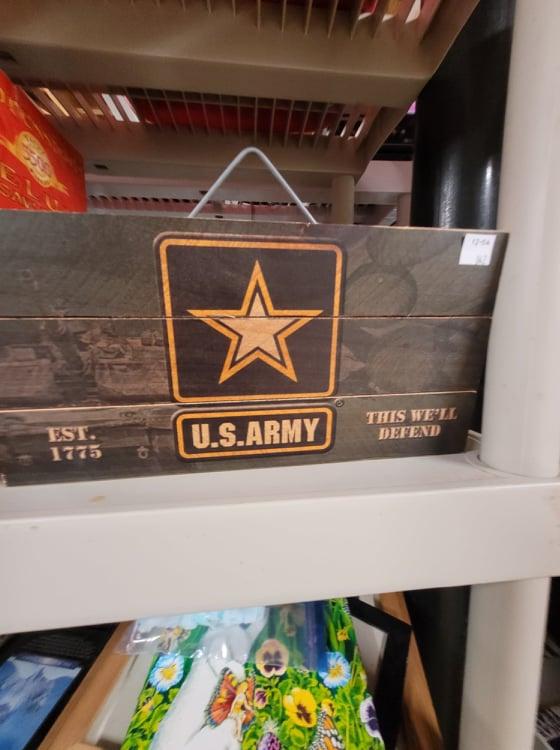 U.S.ARMY
EST.
1775
THIS WE'LL
DEFEND